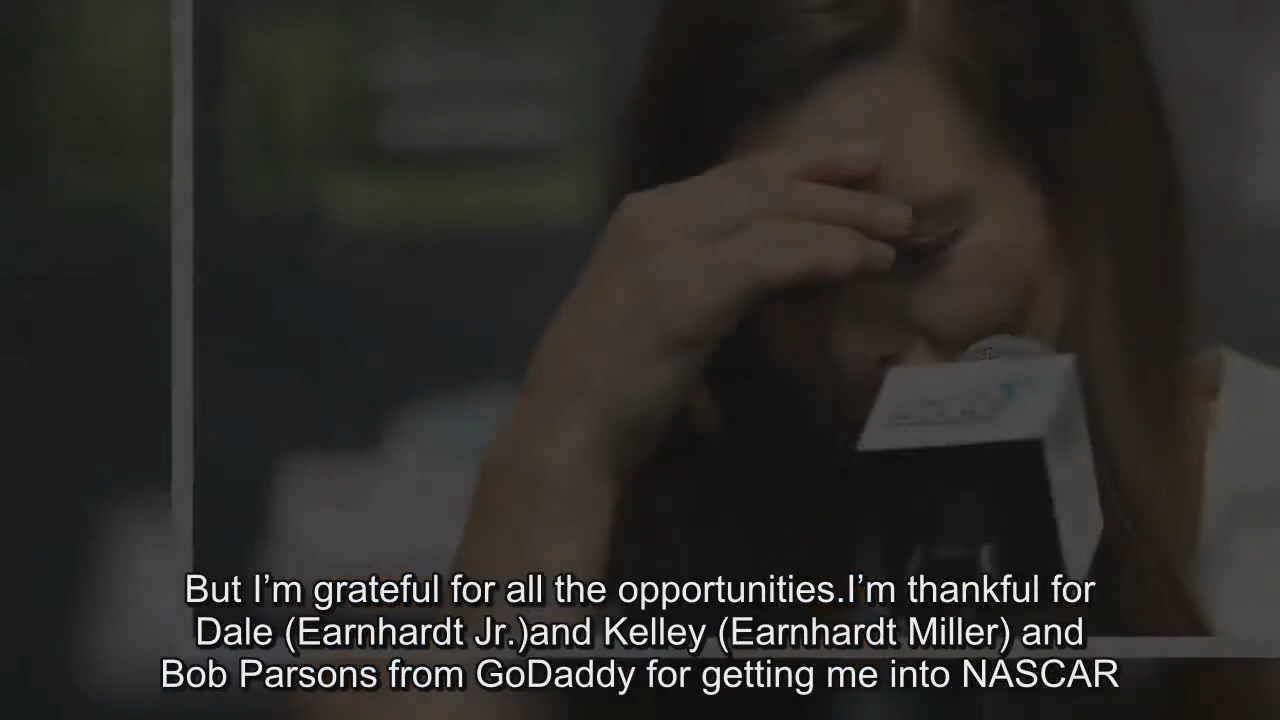 But I’m grateful for all the opportunities.I’m thankful for
Dale (Earnhardt Jr.)and Kelley (Earnhardt Miller) and
Bob Parsons from GoDaddy for getting me into NASCAR